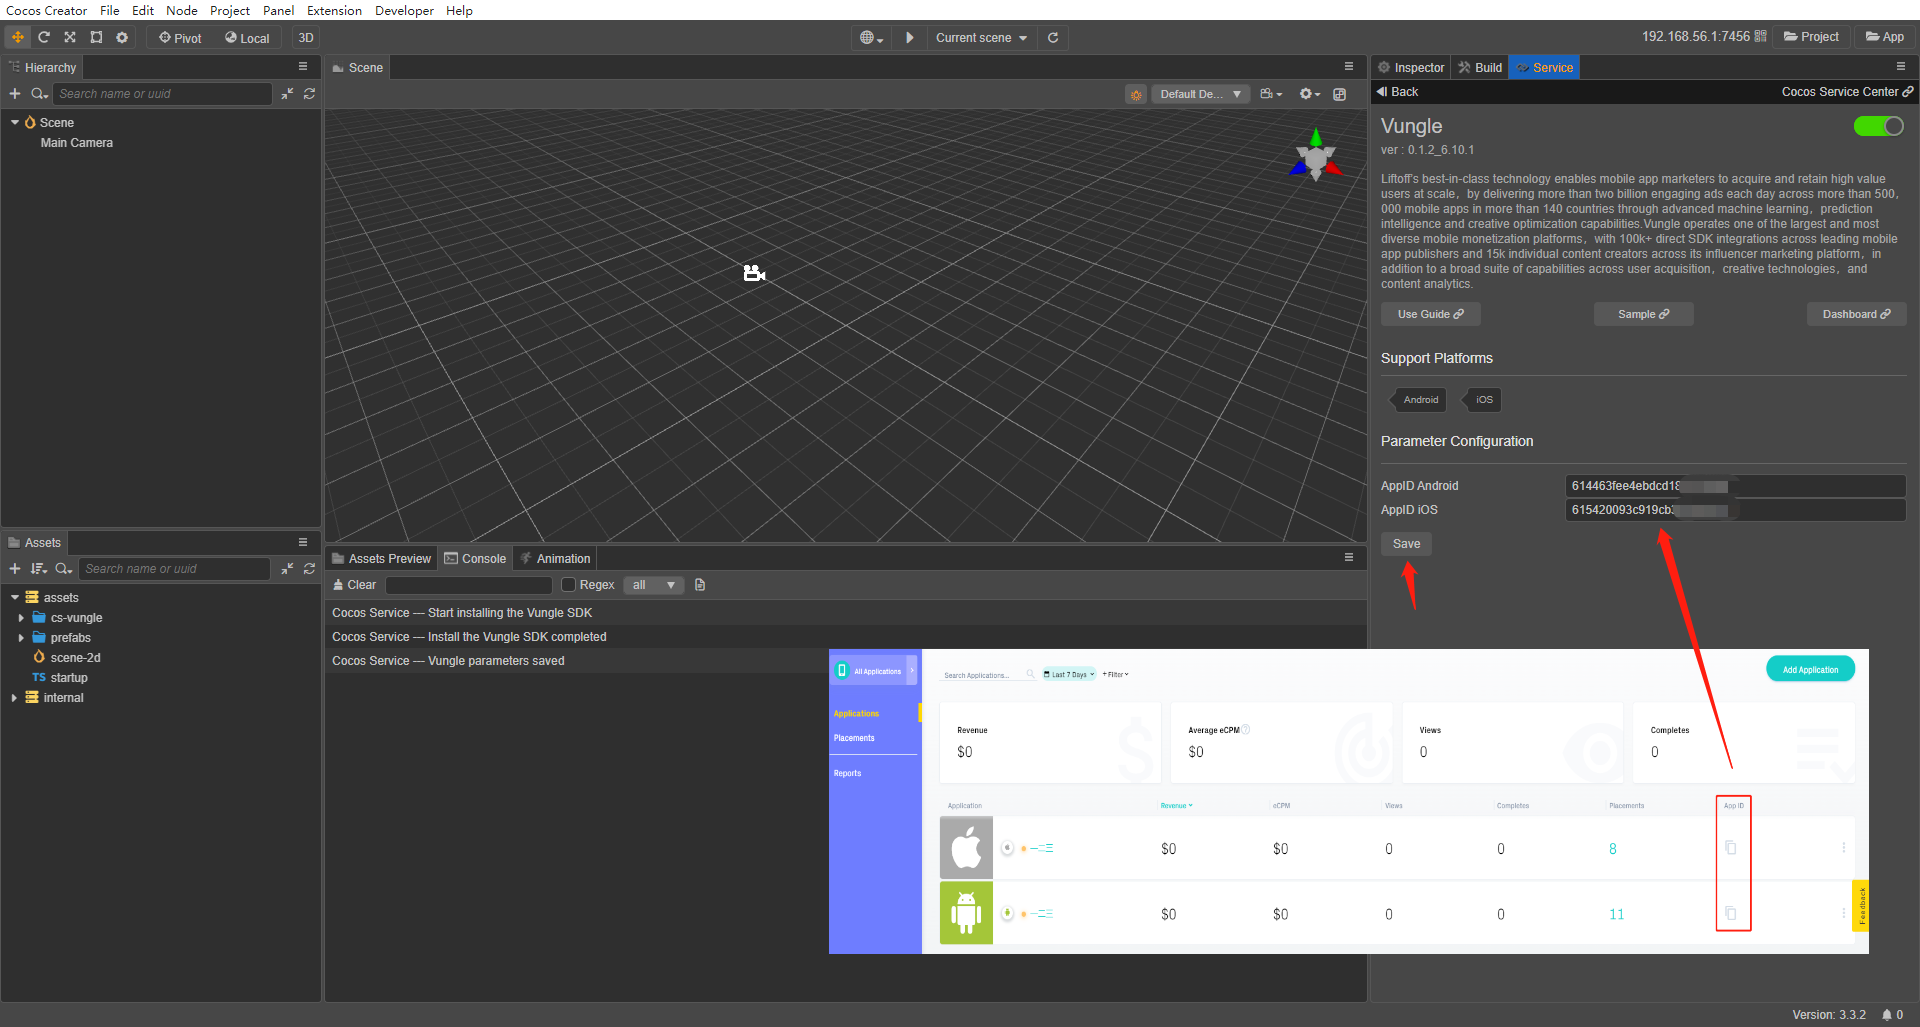 Cocos Creator File Edit Node Project Panel Extension Developer Help
Pivot Local 3D
Current scene
192.168.56.1:7456 Project App
Hierarchy
Search name or uuid
Scene
Main Camera
Scene
Default De...
Inspector Build Service
Back Cocos Service Center
Vungle
ver : 0.1.2_6.10.1
Liftoff's best-in-class technology enables mobile app marketers to acquire and retain high value
users at scale，by delivering more than two billion engaging ads each day across more than 500，
000 mobile apps in more than 140 countries through advanced machine learning，prediction
intelligence and creative optimization capabilities.Vungle operates one of the largest and most
diverse mobile monetization platforms，with 100k+ direct SDK integrations across leading mobile
app publishers and 15k individual content creators across its influencer marketing platform，in
addition to a broad suite of capabilities across user acquisition，creative technologies，and
content analytics.
Use Guide Sample Dashboard
Support Platforms
Android iOS
Parameter Configuration
AppID Android 614463fee4ebdcd18
AppID iOS 615420093c919cb
Save
Assets
Search name or uuid
assets
cs-vungle
prefabs
scene-2d
TS startup
internal
Assets Preview Console Animation
Clear Regex all
Cocos Service — Start installing the Vungle SDK
Cocos Service — Install the Vungle SDK completed
Cocos Service — Vungle parameters saved
All Applications
Applications
Placements
Reports
Search Applications... Last 7 Days + Filter Add Application
Revenue Average eCPM Views Completes
$0 $0 0 0
Application Revenue eCPM Views Completes Placements App ID
$0 $0 0 0 8
$0 $0 0 0 11
Feedback
Version: 3.3.2 0